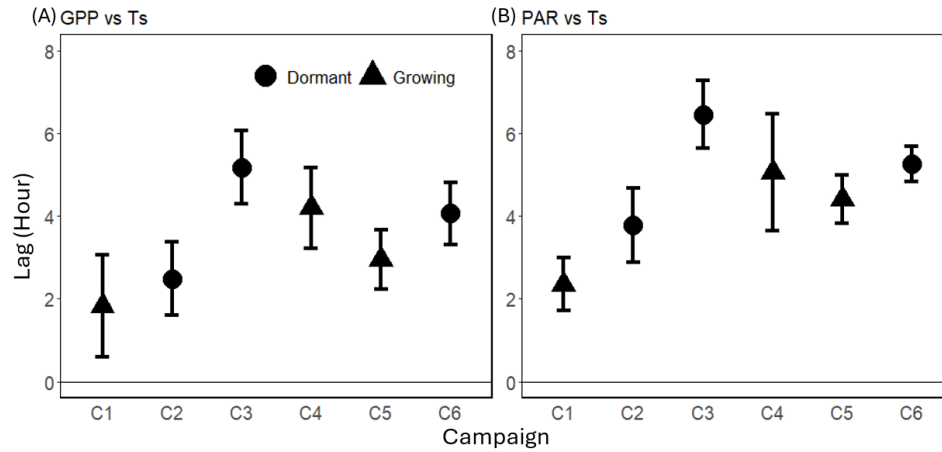 (A) GPP vs Ts
(B) PAR vs Ts
8
6
4
2
0
Dormant
Growing
Lag (Hour)
C1 C2 C3 C4 C5 C6
8
6
4
2
0
C1 C2 C3 C4 C5 C6
Campaign